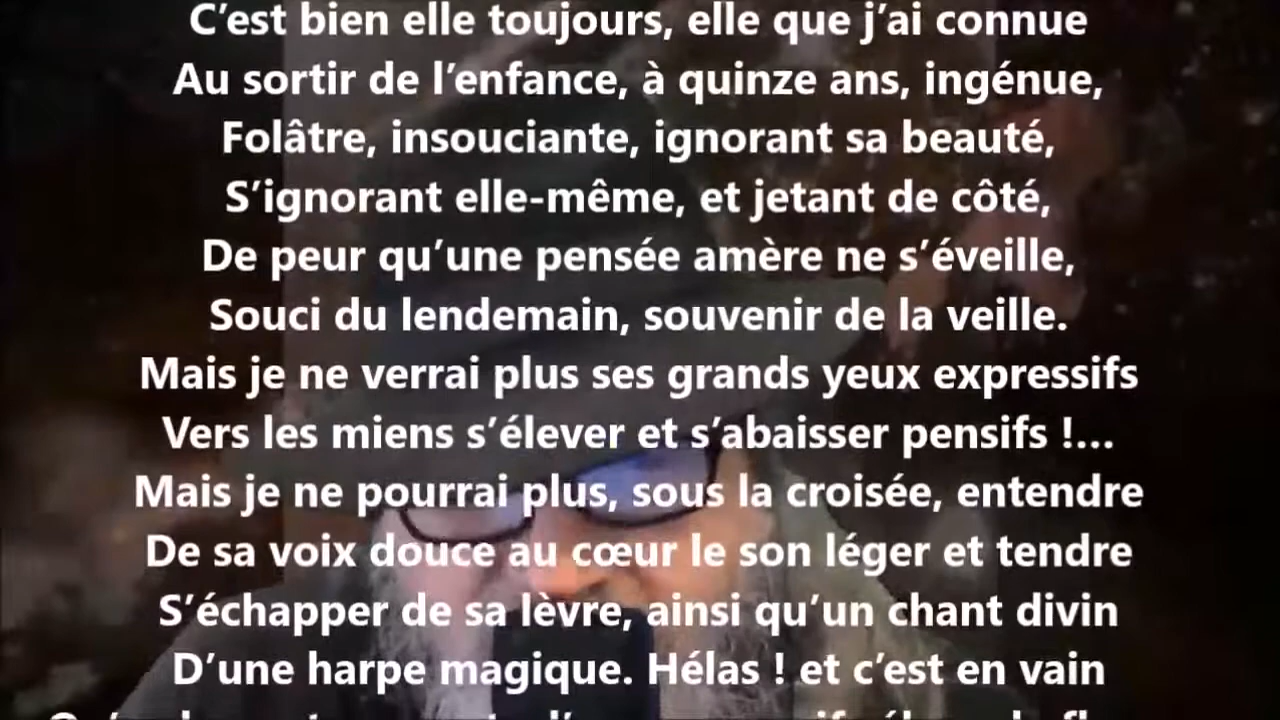 C’est bien elle toujours, elle que j’ai connue
Au sortir de l’enfance, à quinze ans, ingénue,
Folâtre, insouciante, ignorant sa beauté,
S’ignorant elle-même, et jetant de côté,
De peur qu’une pensée amère ne s’éveille,
Souci du lendemain, souvenir de la veille.
Mais je ne verrai plus ses grands yeux expressifs
Vers les miens s’élever et s’abaisser pensifs !…
Mais je ne pourrai plus, sous la croisée, entendre
De sa voix douce au cœur le son léger et tendre
S’échapper de sa lèvre, ainsi qu’un chant divin
D’une harpe magique. Hélas ! et c’est en vain